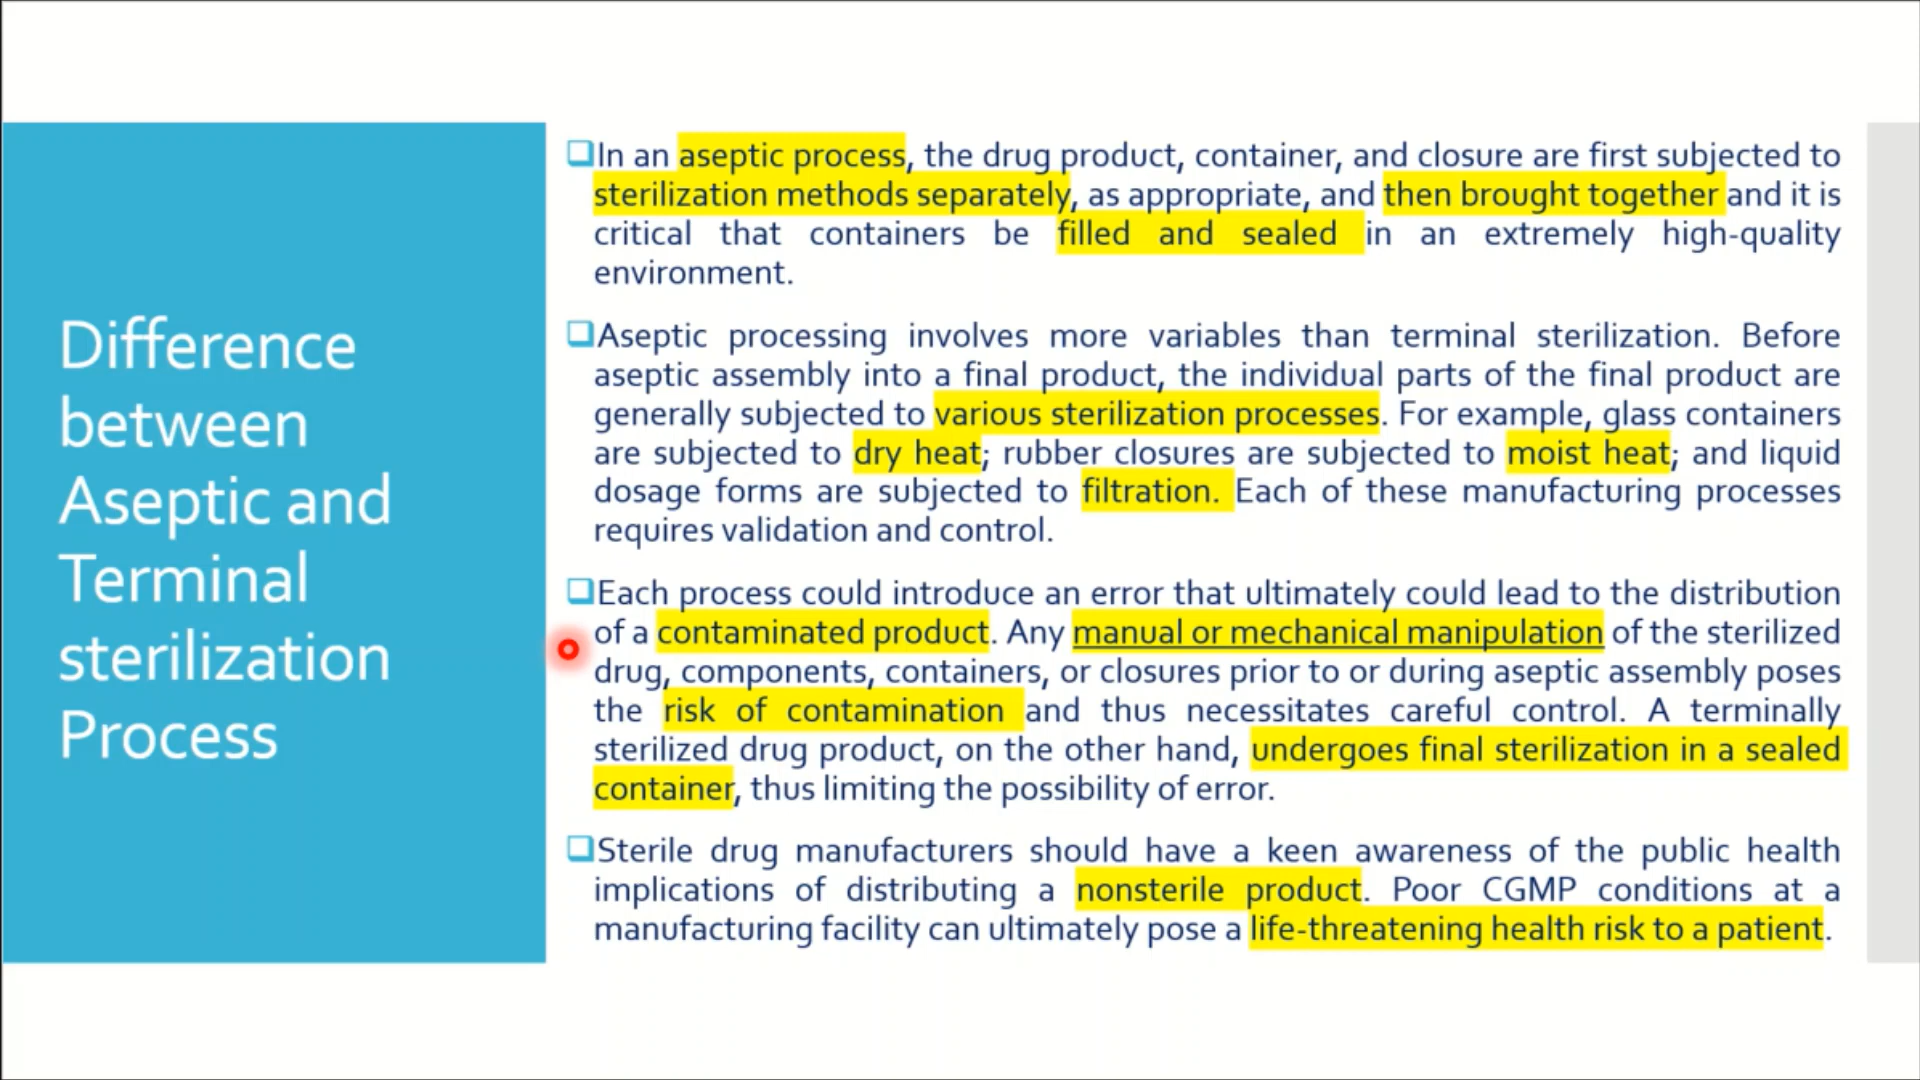 Difference
between
Aseptic and
Terminal
sterilization
Process
In an aseptic process, the drug product, container, and closure are first subjected to
sterilization methods separately, as appropriate, and then brought together and it is
critical that containers be filled and sealed in an extremely high-quality
environment.
Aseptic processing involves more variables than terminal sterilization. Before
aseptic assembly into a final product, the individual parts of the final product are
generally subjected to various sterilization processes. For example, glass containers
are subjected to dry heat; rubber closures are subjected to moist heat; and liquid
dosage forms are subjected to filtration. Each of these manufacturing processes
requires validation and control.
Each process could introduce an error that ultimately could lead to the distribution
of a contaminated product. Any manual or mechanical manipulation of the sterilized
drug, components, containers, or closures prior to or during aseptic assembly poses
the risk of contamination and thus necessitates careful control. A terminally
sterilized drug product, on the other hand, undergoes final sterilization in a sealed
container, thus limiting the possibility of error.
Sterile drug manufacturers should have a keen awareness of the public health
implications of distributing a nonsterile product. Poor CGMP conditions at a
manufacturing facility can ultimately pose a life-threatening health risk to a patient.